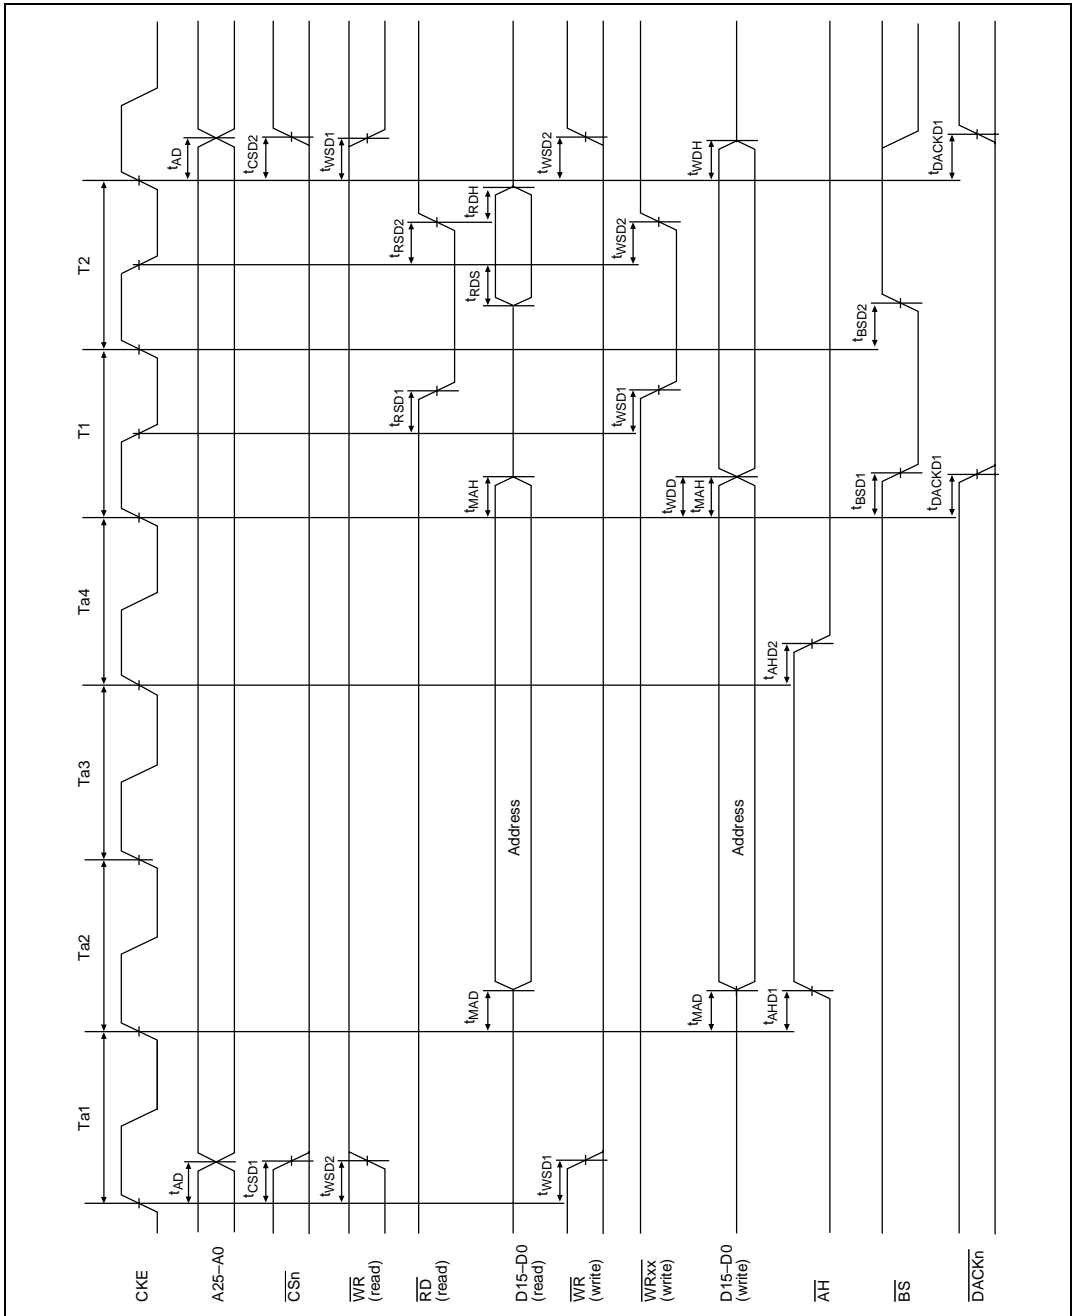 Ta1
Ta2
Ta3
Ta4
T1
T2
CKE
A25–A0
tAD
tAD
CSn
tCSD1
tCSD2
WR
(read)
tWSD2
tWSD1
RD
(read)
tRSD1
tRSD2
D15–D0
(read)
tMAD
Address
tMAH
tRDS
tRDH
WR
(write)
tWSD1
tWSD2
WRxx
(write)
tWSD1
tWSD2
D15–D0
(write)
tMAD
Address
tWDD
tMAH
tWDH
AH
tAHD1
tAHD2
BS
tBSD1
tBSD2
DACKn
tDACKD1
tDACKD1